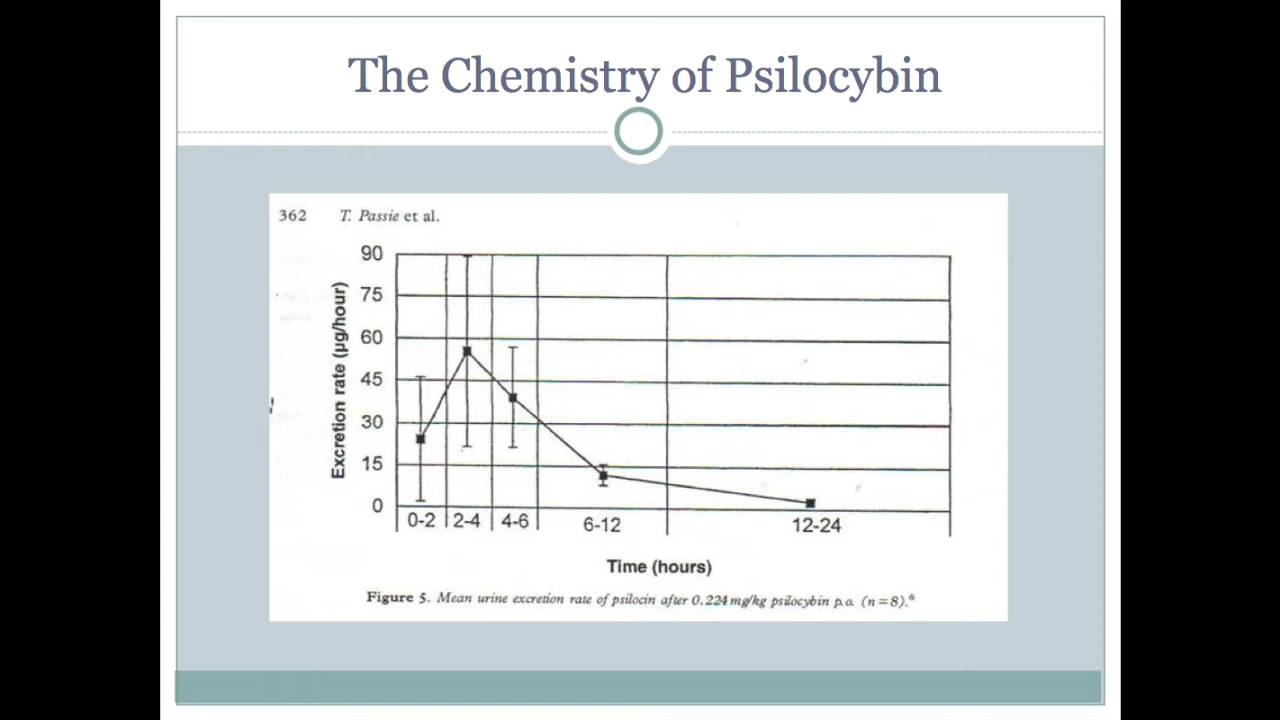 The Chemistry of Psilocybin
362 T. Passie et al.
90
75
60
45
30
15
0
Excretion rate (µg/hour)
0-2 2-4 4-6 6-12 12-24
Time (hours)
Figure 5. Mean urine excretion rate of psilocin after 0.224 mg/kg psilocybin p.o. (n=8).⁶